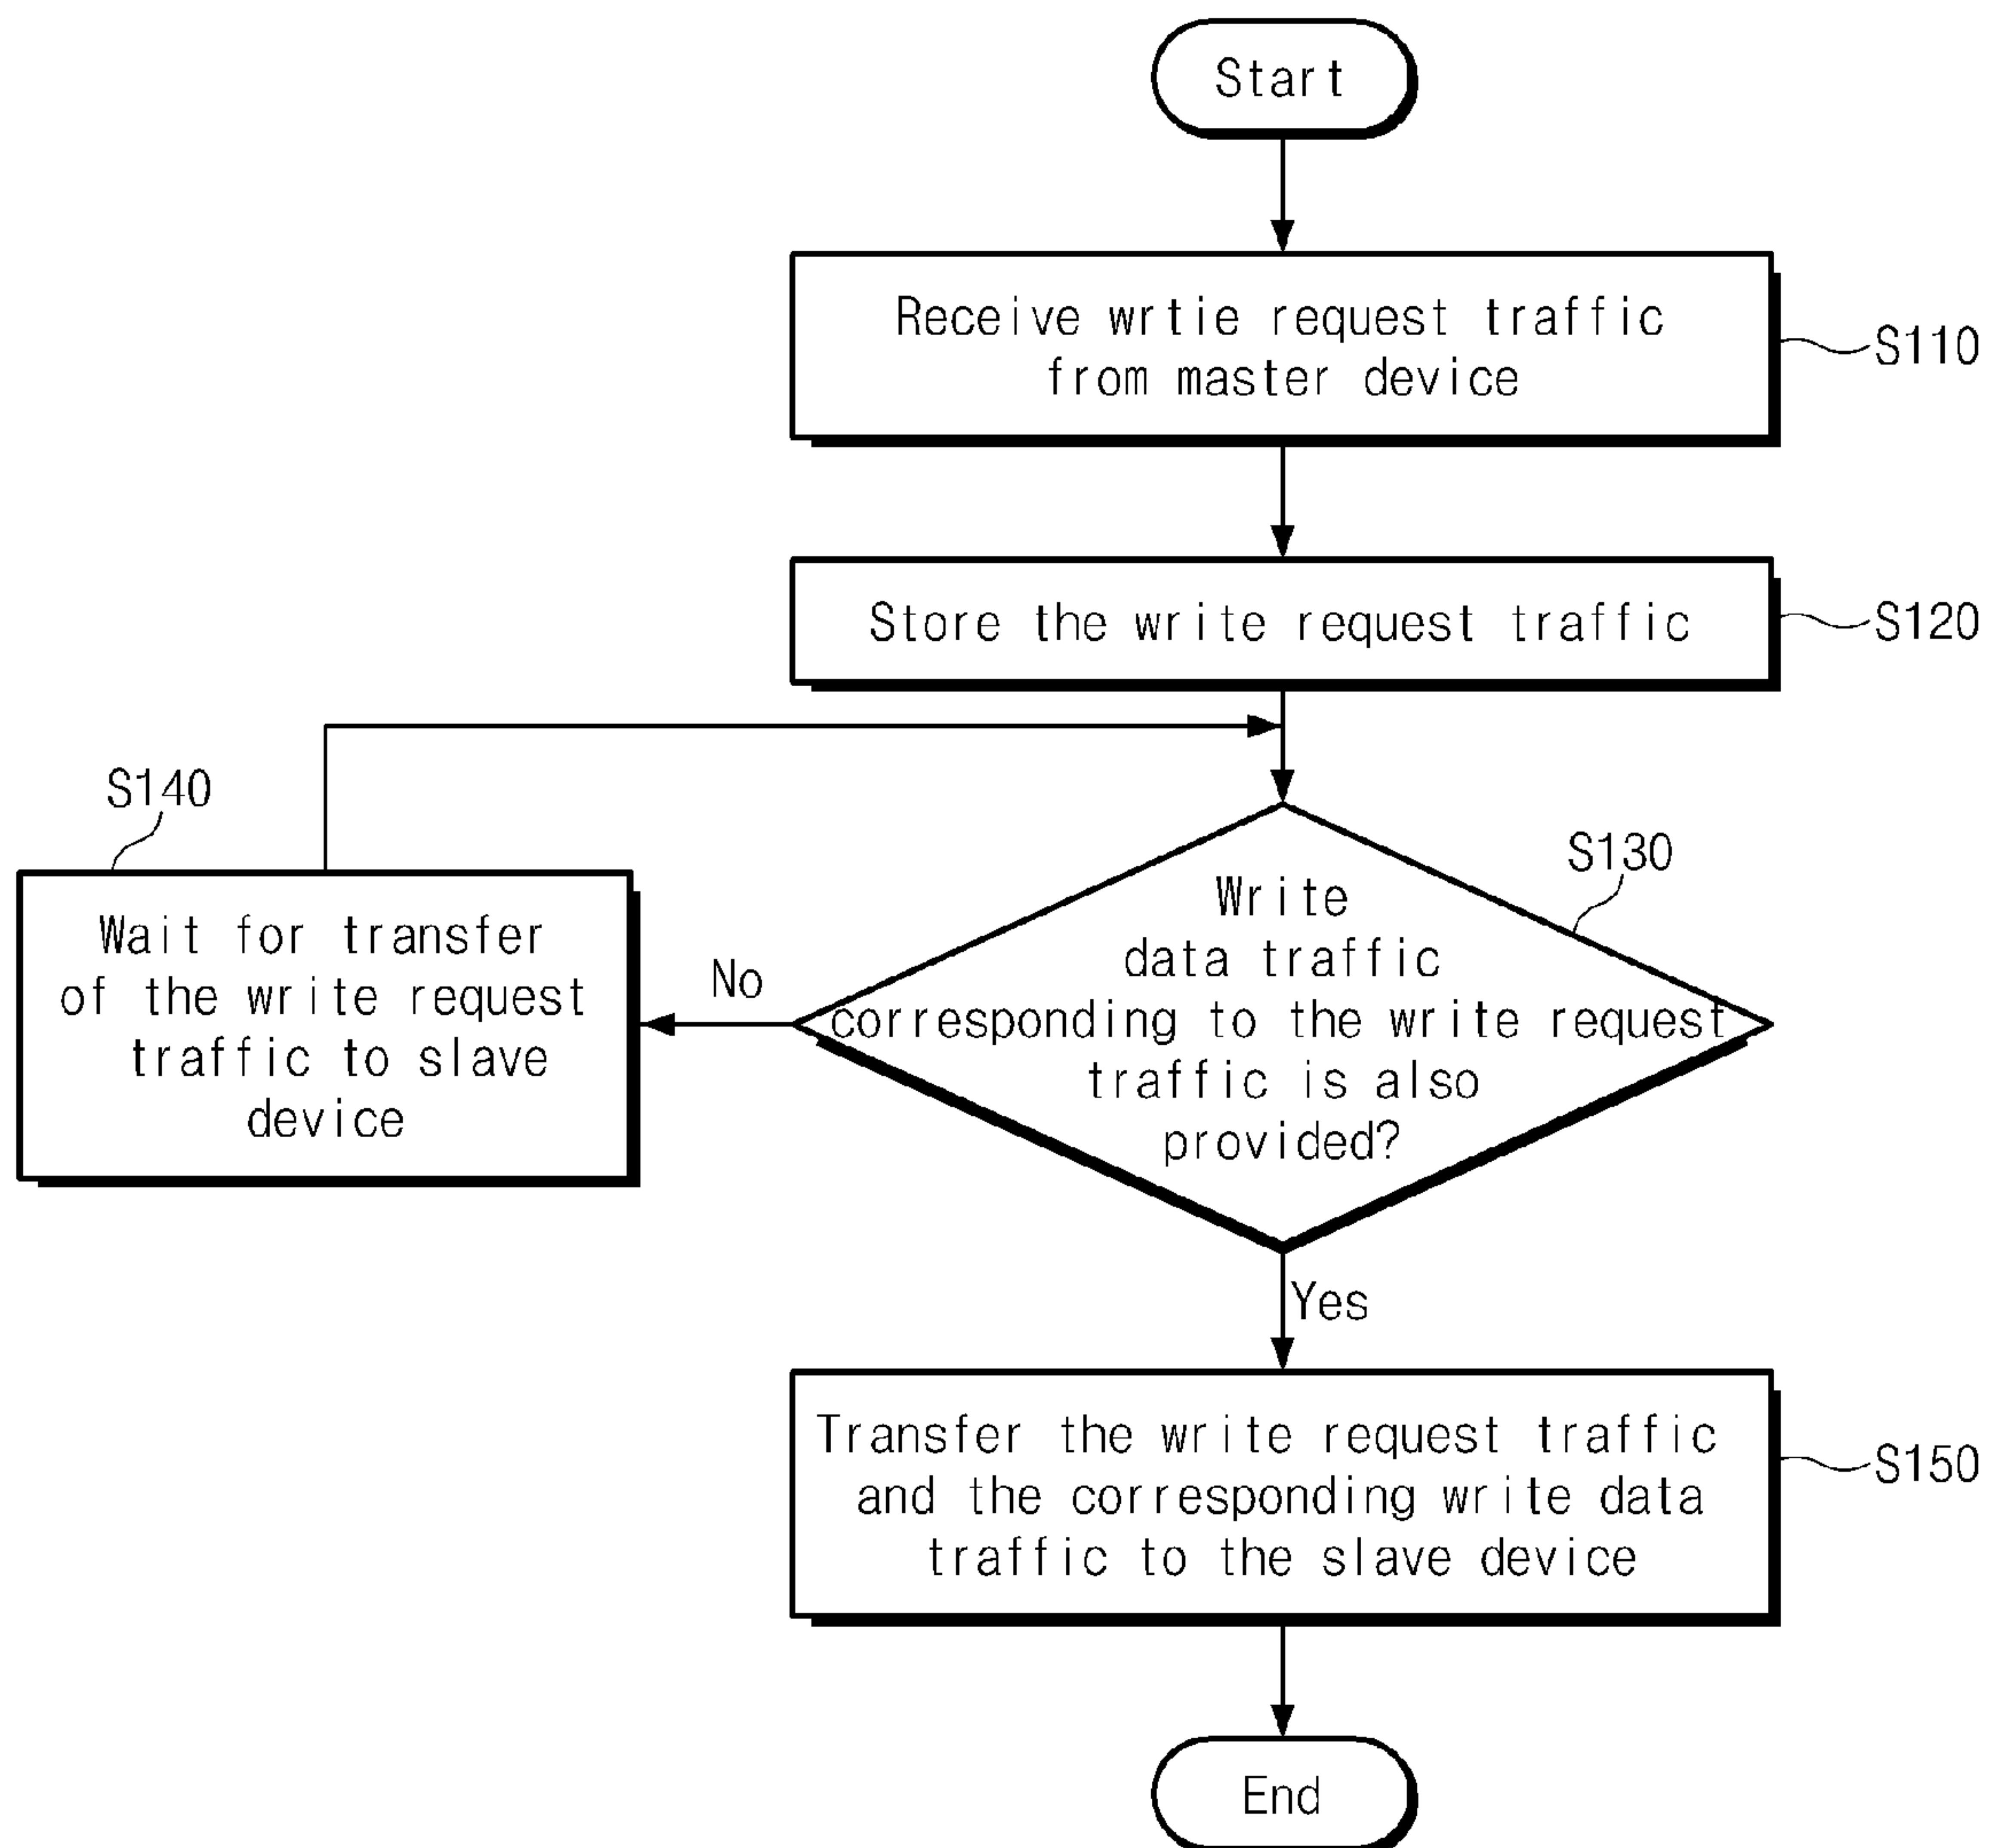 Start
Receive wrtie request traffic
from master device
S110
Store the write request traffic
S120
S140
Wait for transfer
of the write request
traffic to slave
device
No
S130
Write
data traffic
corresponding to the write request
traffic is also
provided?
Yes
Transfer the write request traffic
and the corresponding write data
traffic to the slave device
S150
End